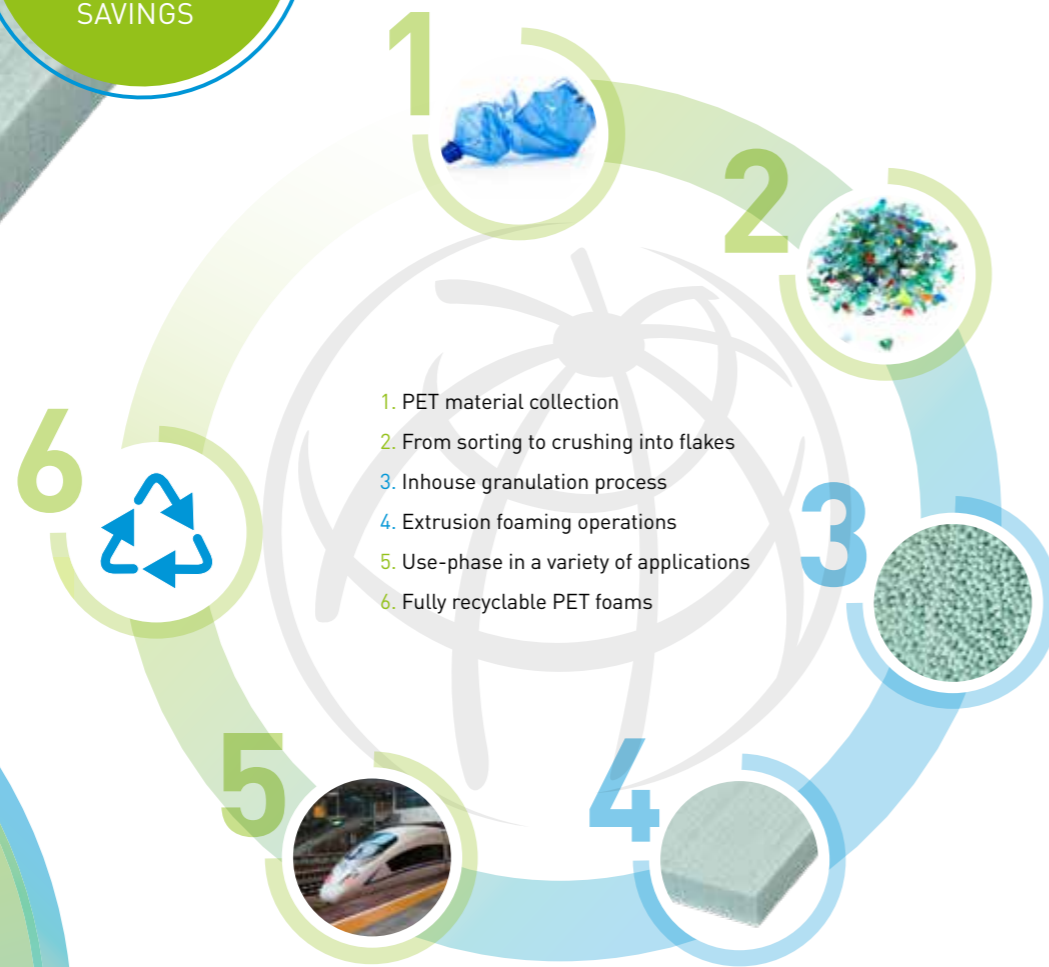 SAVINGS
1
2
3
4
5
6
1. PET material collection
2. From sorting to crushing into flakes
3. Inhouse granulation process
4. Extrusion foaming operations
5. Use-phase in a variety of applications
6. Fully recyclable PET foams